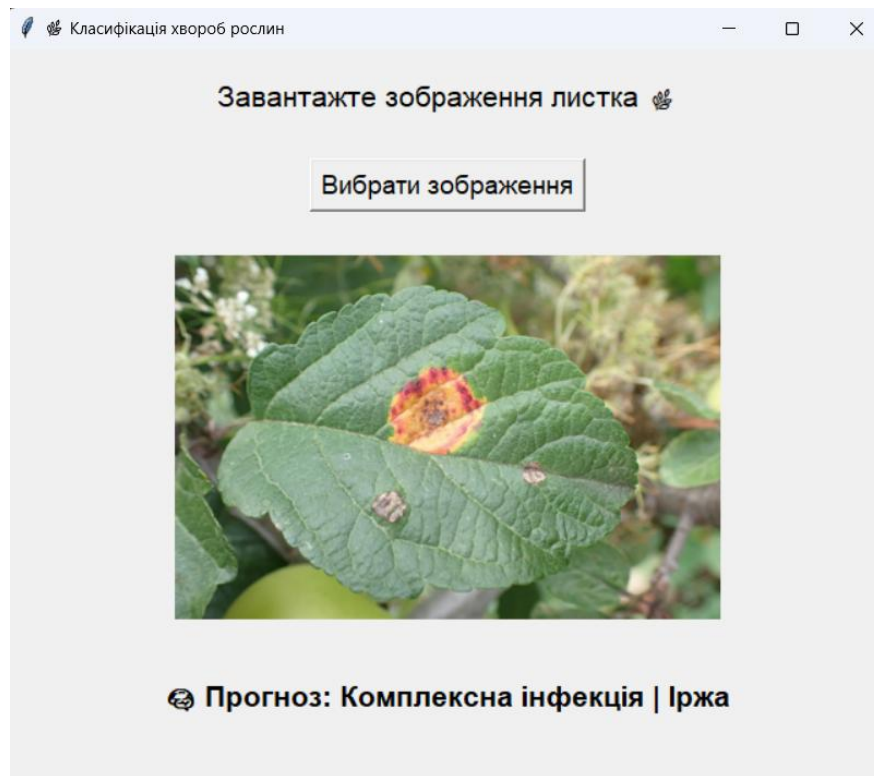 Класифікація хвороб рослин
Завантажте зображення листка
Вибрати зображення
Прогноз: Комплексна інфекція | Іржа